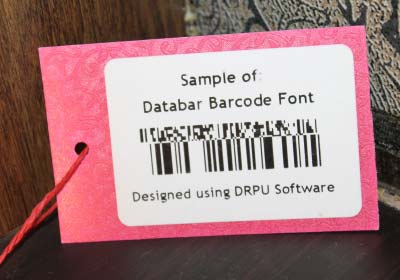 Sample of:
Databar Barcode Font
Designed using DRPU Software